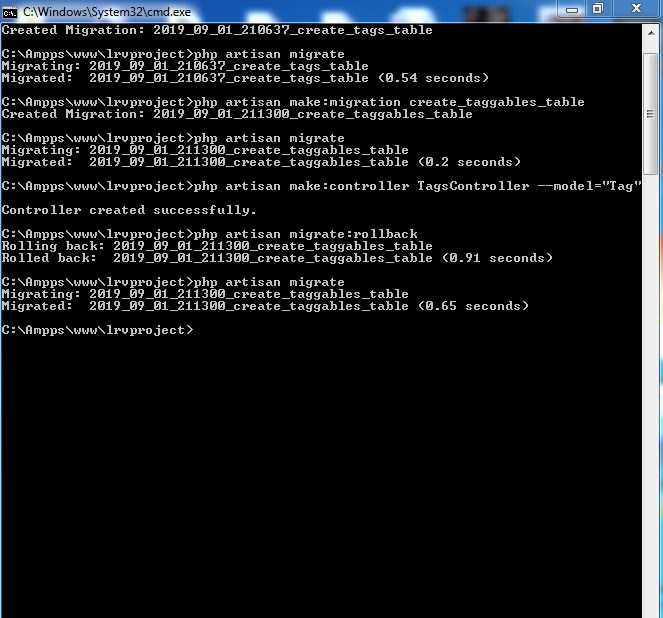 C:\Windows\System32\cmd.exe
Created Migration: 2019_09_01_210637_create_tags_table
C:\Ampps\www\lrvproject>php artisan migrate
Migrating: 2019_09_01_210637_create_tags_table
Migrated:  2019_09_01_210637_create_tags_table (0.54 seconds)
C:\Ampps\www\lrvproject>php artisan make:migration create_taggables_table
Created Migration: 2019_09_01_211300_create_taggables_table
C:\Ampps\www\lrvproject>php artisan migrate
Migrating: 2019_09_01_211300_create_taggables_table
Migrated:  2019_09_01_211300_create_taggables_table (0.2 seconds)
C:\Ampps\www\lrvproject>php artisan make:controller TagsController --model="Tag"
Controller created successfully.
C:\Ampps\www\lrvproject>php artisan migrate:rollback
Rolling back: 2019_09_01_211300_create_taggables_table
Rolled back:  2019_09_01_211300_create_taggables_table (0.91 seconds)
C:\Ampps\www\lrvproject>php artisan migrate
Migrating: 2019_09_01_211300_create_taggables_table
Migrated:  2019_09_01_211300_create_taggables_table (0.65 seconds)
C:\Ampps\www\lrvproject>